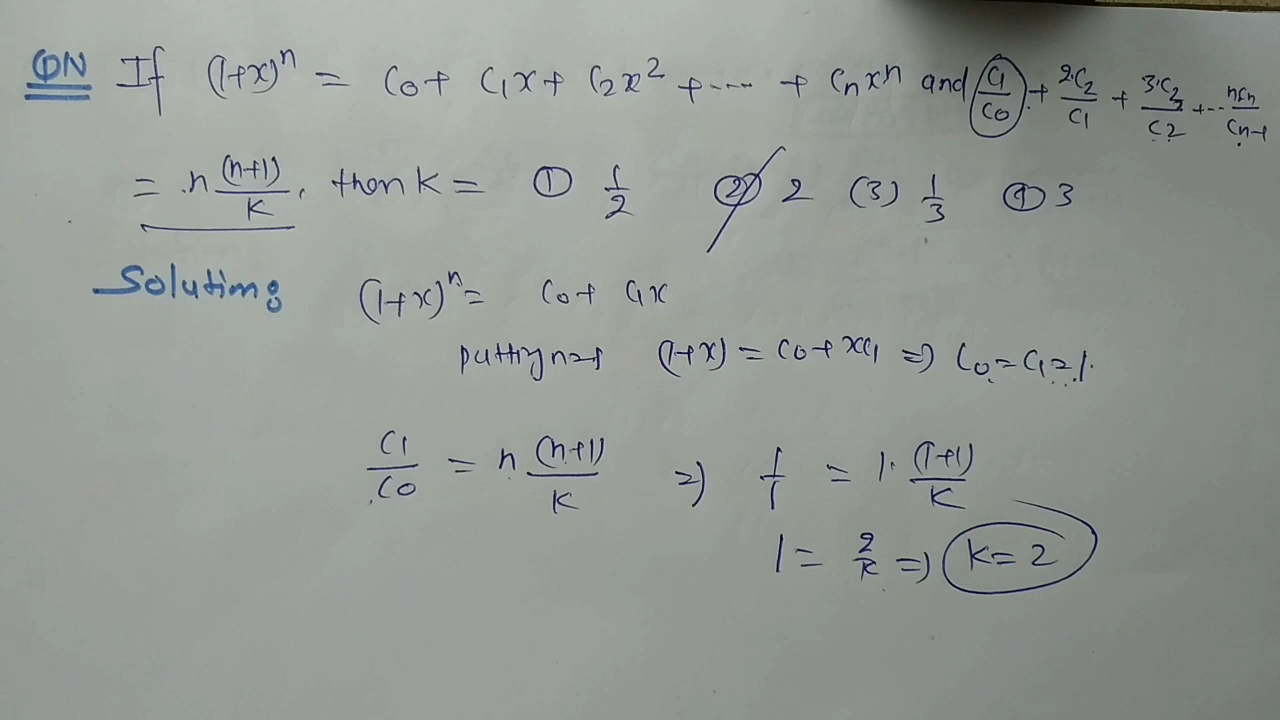 QN If (1+x)^n = C0 + C1x + C2x^2 + ---- + Cnx^n and C1/C0 + 2·C2/C1 + 3·C3/C2 + -- nCn/Cn-1
= n (n+1)/K, then K = ① 1/2 ② 2 (3) 1/3 ④ 3
Solution: (1+x)^n = C0 + C1x
putting n=1 (1+x) = C0 + xC1 => C0 = C1 = 1.
C1/C0 = n (n+1)/K => 1/1 = 1· (1+1)/K
1 = 2/K => K = 2